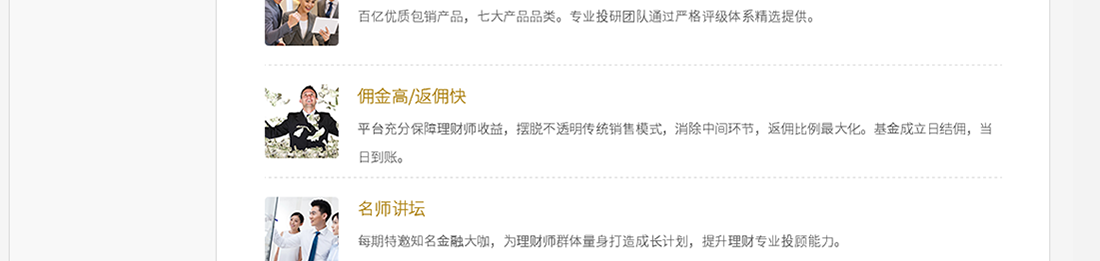 百亿优质包销产品，七大产品品类。专业投研团队通过严格评级体系精选提供。
佣金高/返佣快
平台充分保障理财师收益，摆脱不透明传统销售模式，消除中间环节，返佣比例最大化。基金成立日结佣，当
日到账。
名师讲坛
每期特邀知名金融大咖，为理财师群体量身打造成长计划，提升理财专业投顾能力。